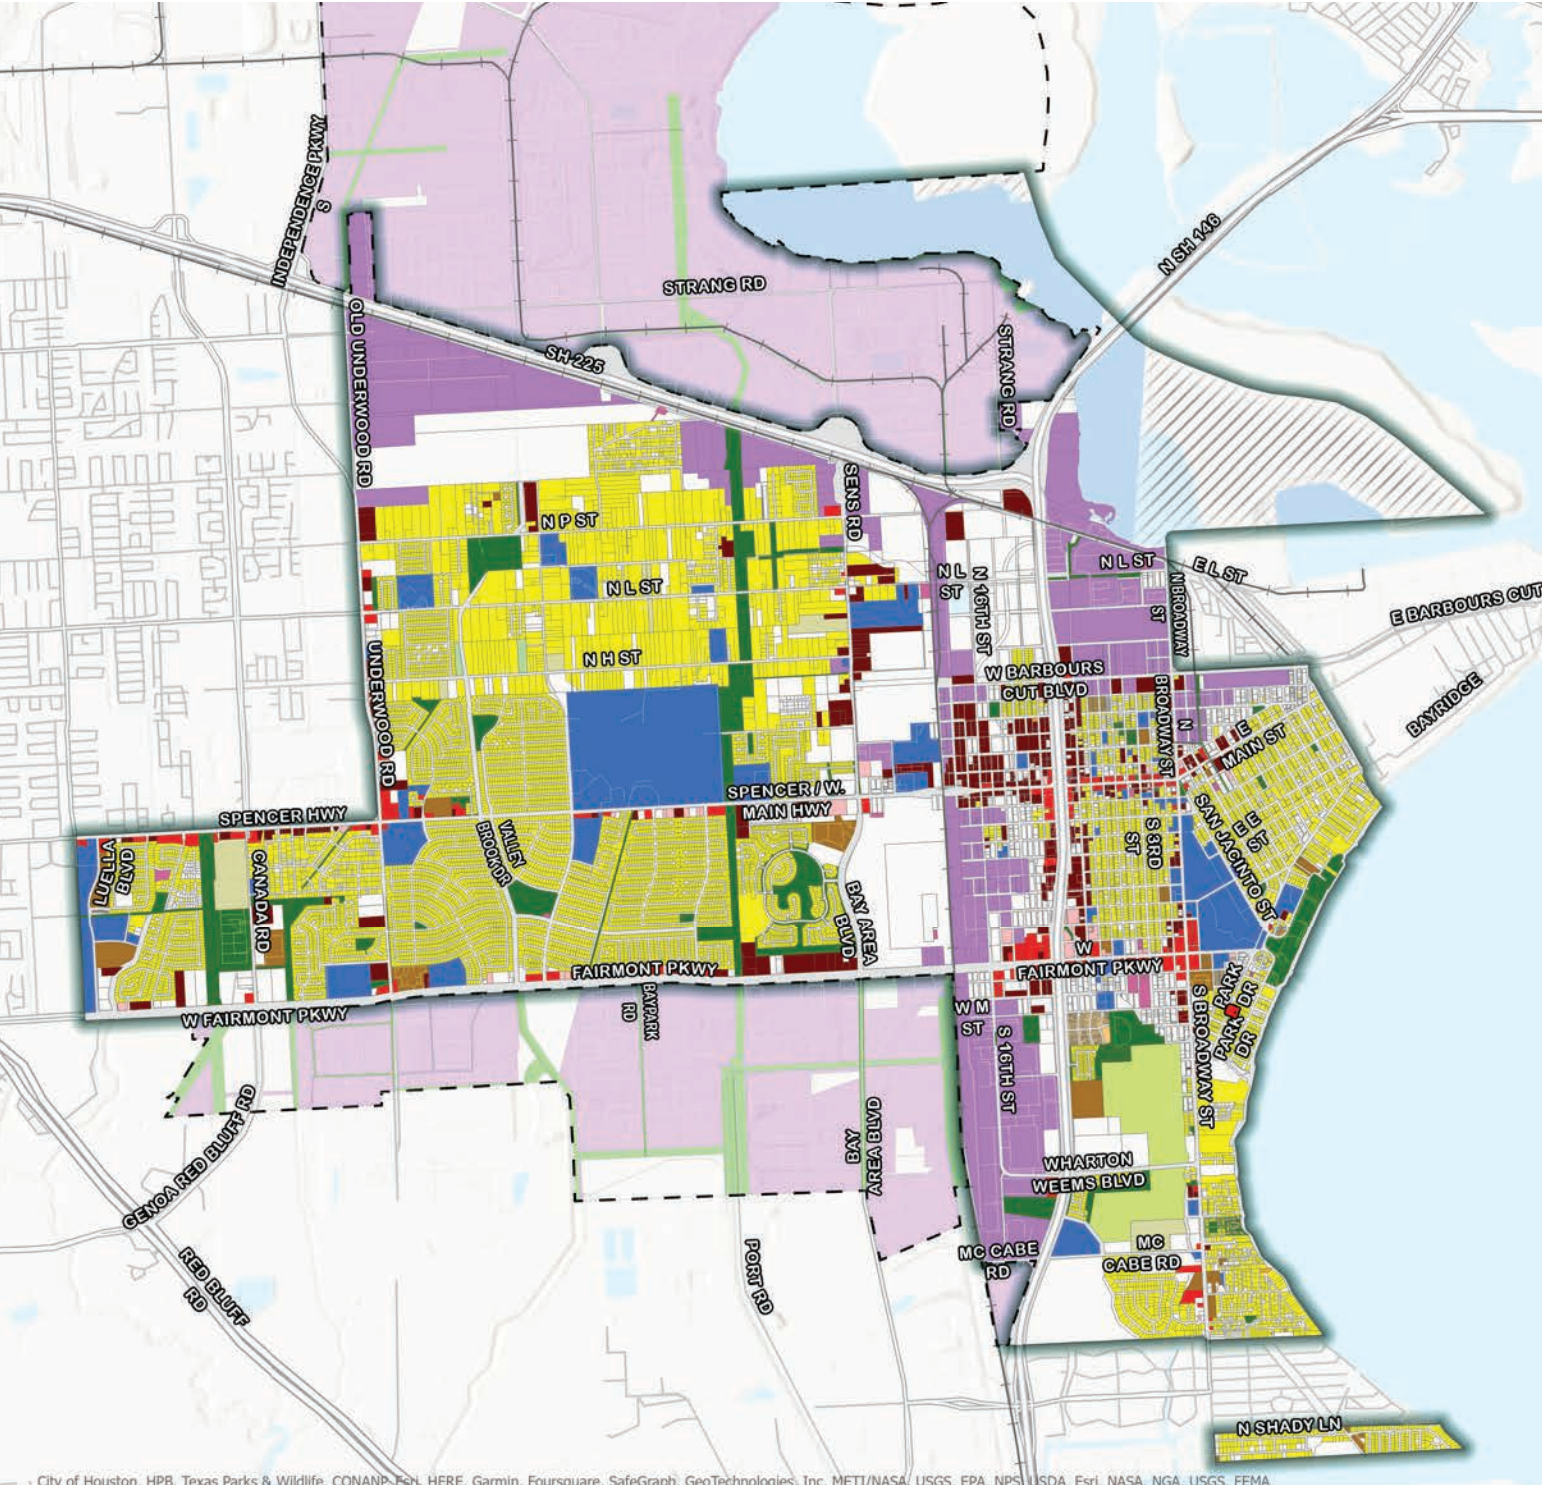 INDEPENDENCE PKWY
S
N SH 146
STRANG RD
SH 225
STRANG RD
OLD UNDERWOOD RD
SENS RD
N P ST
N L ST
N L
ST
N 16TH ST
N L ST
E L ST
N BROADWAY
ST
E BARBOURS CUT
N H ST
UNDERWOOD RD
W BARBOURS
CUT BLVD
BROADWAY ST
N
BAYRIDGE
E
MAIN ST
SPENCER / W.
MAIN HWY
SPENCER HWY
LUELLA
BLVD
CANADA RD
VALLEY
BROOK DR
SAN JACINTO ST
E E
ST
S 3RD
ST
BAY AREA
BLVD.
W
FAIRMONT PKWY
FAIRMONT PKWY
W FAIRMONT PKWY
BAYPARK
RD
W M
ST
S 16TH ST
PARK
DR
PARK
DR
S BROADWAY ST
GENOA RED BLUFF RD
BAY
AREA BLVD
WHARTON
WEEMS BLVD
MC CABE
RD
MC
CABE RD
RED BLUFF
RD
PORT RD
N SHADY LN
City of Houston, HPB, Texas Parks & Wildlife, CONANP, Esri, HERE, Garmin, Foursquare, SafeGraph, GeoTechnologies, Inc, METI/NASA, USGS, EPA, NPS, USDA, Esri, NASA, NGA, USGS, FEMA